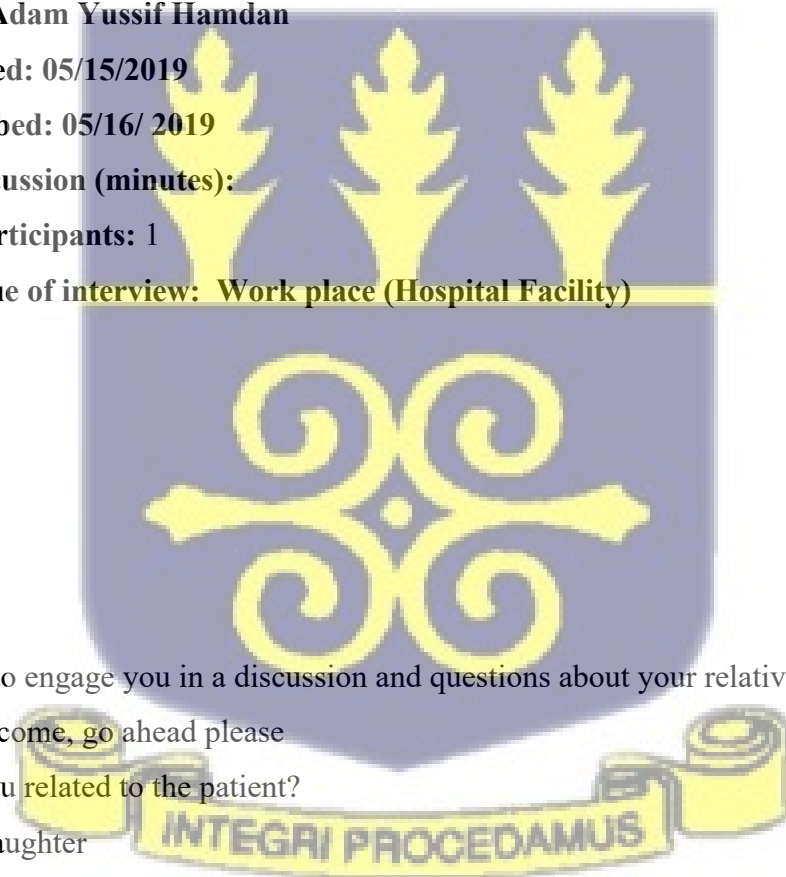 Adam Yussif Hamdan
ed: 05/15/2019
bed: 05/16/ 2019
cussion (minutes):
rticipants: 1
ue of interview:  Work place (Hospital Facility)
o engage you in a discussion and questions about your relativ
come, go ahead please
u related to the patient?
aughter
INTEGRI PROCEDAMUS